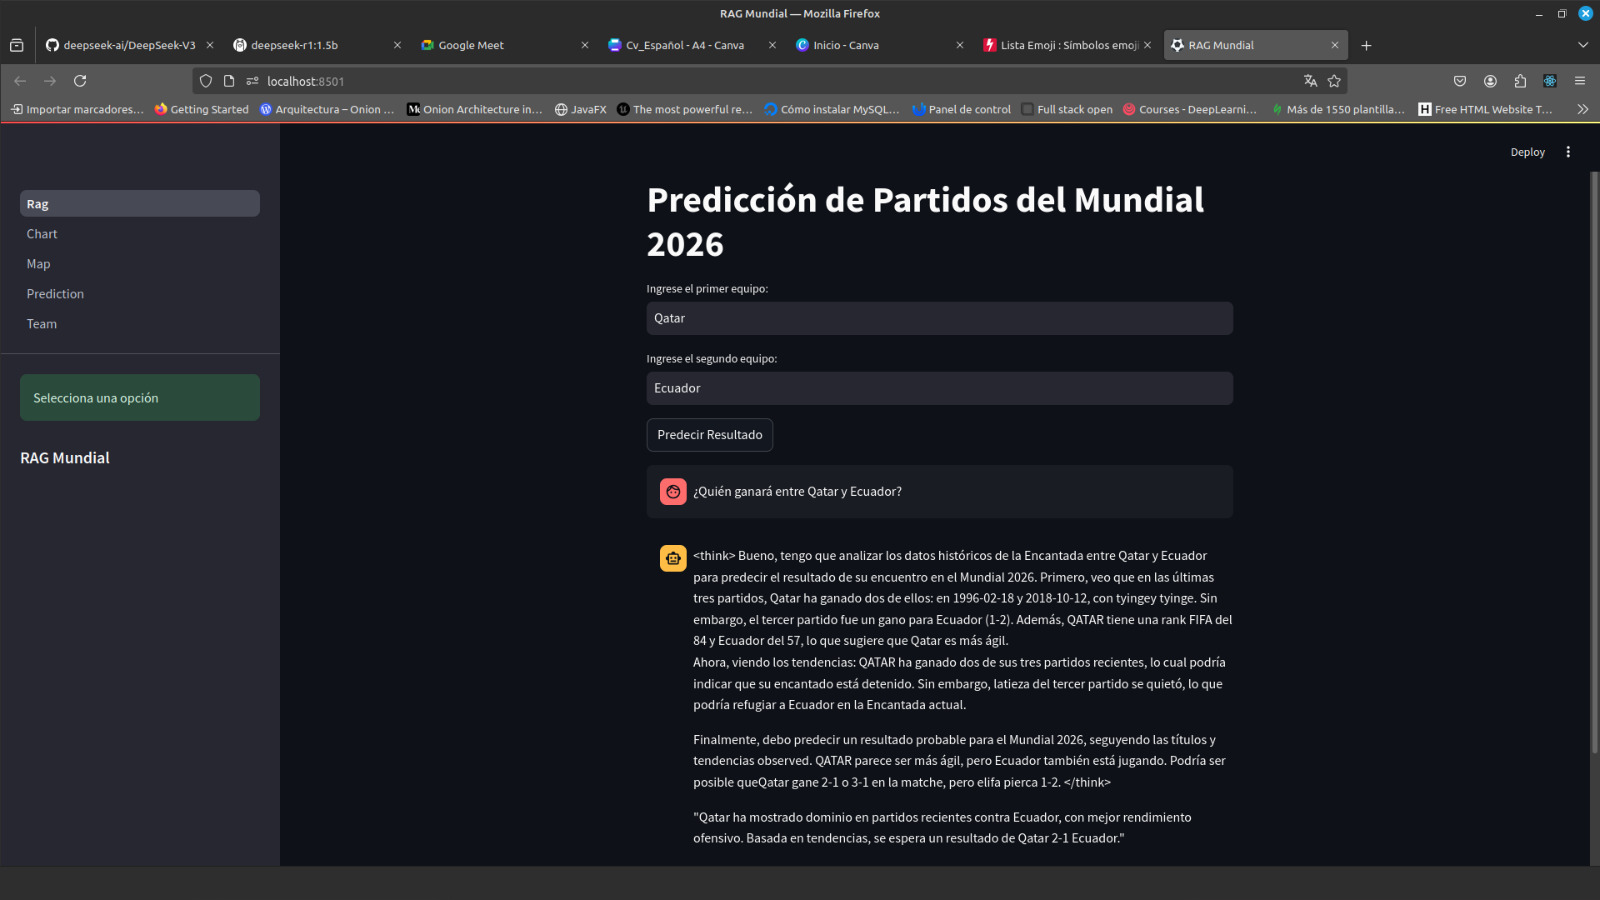 RAG Mundial — Mozilla Firefox
deepseek-ai/DeepSeek-V3
deepseek-r1:1.5b
Google Meet
Cv_Español - A4 - Canva
Inicio - Canva
Lista Emoji : Símbolos emoji
RAG Mundial
localhost:8501
Importar marcadores…
Getting Started
Arquitectura – Onion …
Onion Architecture in…
JavaFX
The most powerful re…
Cómo instalar MySQL…
Panel de control
Full stack open
Courses - DeepLearni…
Más de 1550 plantilla…
Free HTML Website T…
Deploy
Rag
Chart
Map
Prediction
Team
Selecciona una opción
RAG Mundial
Predicción de Partidos del Mundial
2026
Ingrese el primer equipo:
Qatar
Ingrese el segundo equipo:
Ecuador
Predecir Resultado
¿Quién ganará entre Qatar y Ecuador?
<think> Bueno, tengo que analizar los datos históricos de la Encantada entre Qatar y Ecuador
para predecir el resultado de su encuentro en el Mundial 2026. Primero, veo que en las últimas
tres partidos, Qatar ha ganado dos de ellos: en 1996-02-18 y 2018-10-12, con tyingey tyinge. Sin
embargo, el tercer partido fue un gano para Ecuador (1-2). Además, QATAR tiene una rank FIFA del
84 y Ecuador del 57, lo que sugiere que Qatar es más ágil.
Ahora, viendo los tendencias: QATAR ha ganado dos de sus tres partidos recientes, lo cual podría
indicar que su encantado está detenido. Sin embargo, latieza del tercer partido se quietó, lo que
podría refugiar a Ecuador en la Encantada actual.
Finalmente, debo predecir un resultado probable para el Mundial 2026, seguyendo las títulos y
tendencias observed. QATAR parece ser más ágil, pero Ecuador también está jugando. Podría ser
posible queQatar gane 2-1 o 3-1 en la matche, pero elifa pierca 1-2. </think>
"Qatar ha mostrado dominio en partidos recientes contra Ecuador, con mejor rendimiento
ofensivo. Basada en tendencias, se espera un resultado de Qatar 2-1 Ecuador."